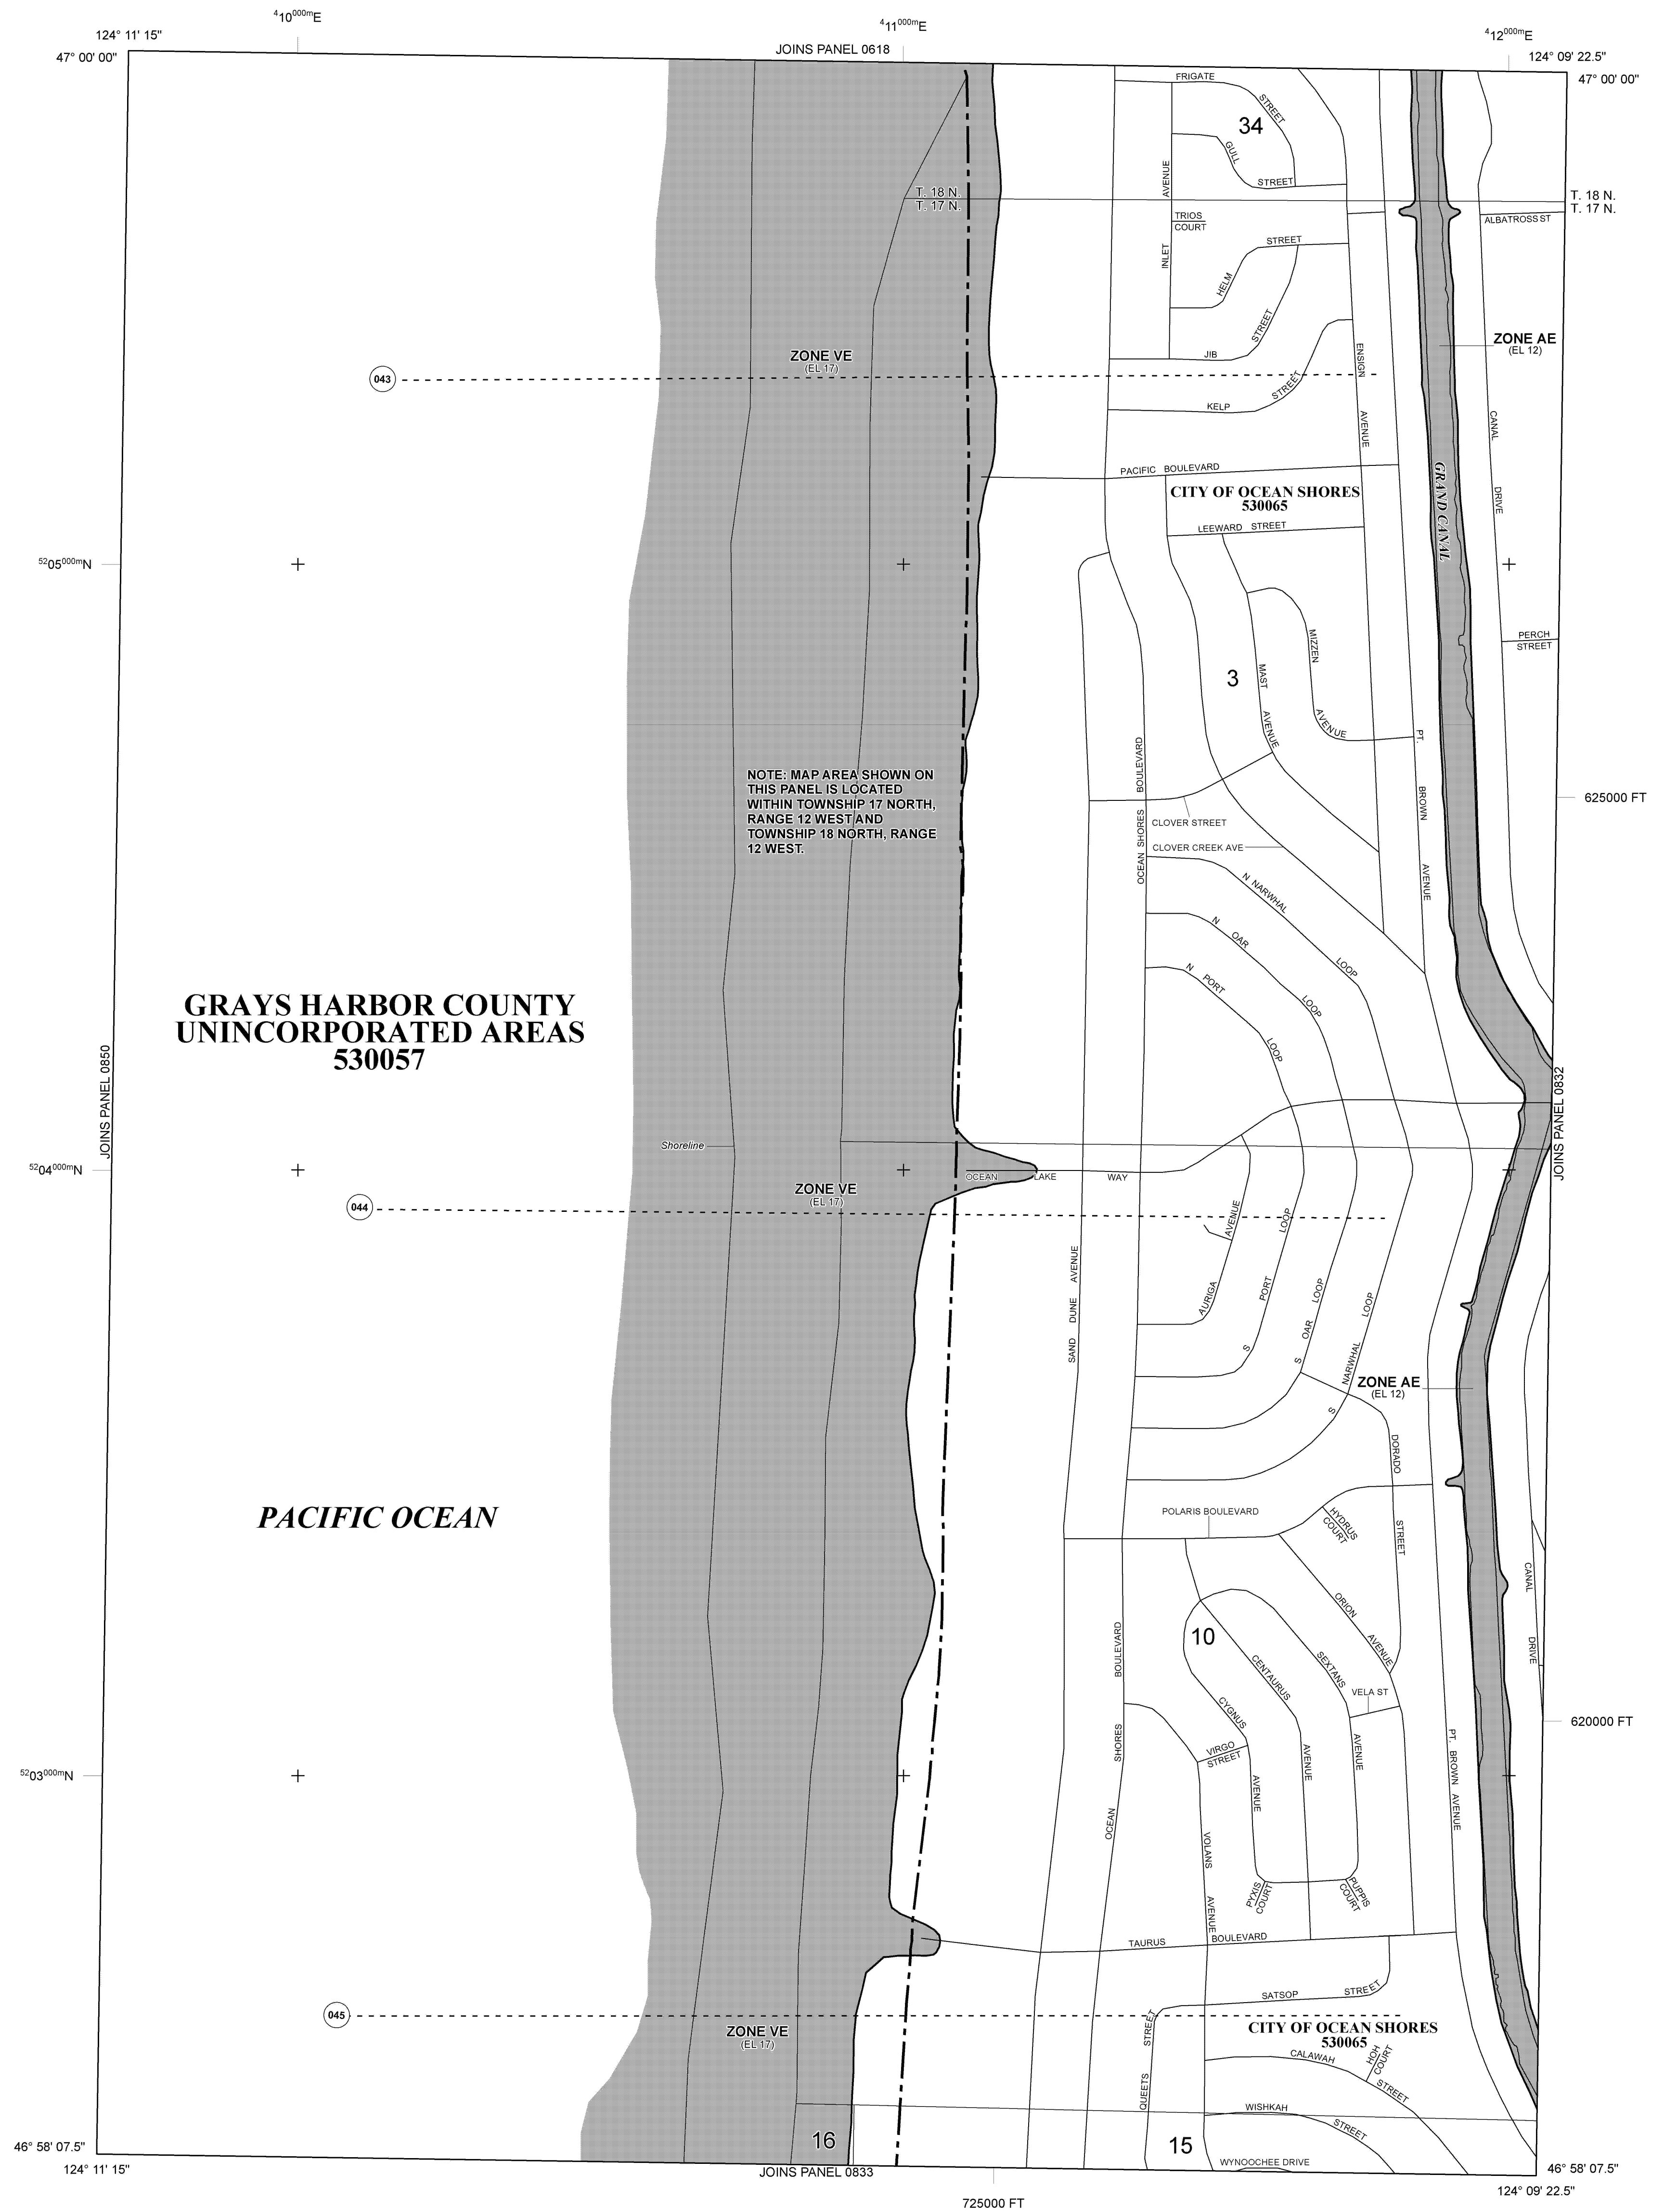 410000mE
411000mE
412000mE
124° 11' 15"
JOINS PANEL 0618
124° 09' 22.5"
47° 00' 00"
47° 00' 00"
FRIGATE
STREET
34
GULL
STREET
AVENUE
INLET
T. 18 N.
T. 17 N.
T. 18 N.
T. 17 N.
TRIOS
COURT
ALBATROSS ST
STREET
HELM
STREET
JIB
ZONE VE
(EL 17)
ZONE AE
(EL 12)
043
ENSIGN
AVENUE
STREET
KELP
CANAL
DRIVE
PACIFIC BOULEVARD
GRAND CANAL
CITY OF OCEAN SHORES
530065
LEEWARD STREET
5205000mN
MIZZEN
AVENUE
PERCH
STREET
3
MAST
AVENUE
PT.
BROWN
AVENUE
OCEAN SHORES BOULEVARD
NOTE: MAP AREA SHOWN ON
THIS PANEL IS LOCATED
WITHIN TOWNSHIP 17 NORTH,
RANGE 12 WEST AND
TOWNSHIP 18 NORTH, RANGE
12 WEST.
625000 FT
CLOVER STREET
CLOVER CREEK AVE
N NARWHAL
LOOP
N OAR
LOOP
N PORT
LOOP
GRAYS HARBOR COUNTY
UNINCORPORATED AREAS
530057
JOINS PANEL 0850
JOINS PANEL 0832
Shoreline
5204000mN
OCEAN LAKE WAY
ZONE VE
(EL 17)
044
AVENUE
AURIGA
LOOP
PORT
S
LOOP
OAR
S
LOOP
NARWHAL
S
SAND DUNE AVENUE
ZONE AE
(EL 12)
DORADO
STREET
PACIFIC OCEAN
POLARIS BOULEVARD
HYDRUS
COURT
CANAL
DRIVE
ORION
AVENUE
10
BOULEVARD
SHORES
OCEAN
CENTAURUS
AVENUE
SEXTANS
AVENUE
VELA ST
CYGNUS
AVENUE
VIRGO
STREET
620000 FT
PT. BROWN AVENUE
5203000mN
VOLANS
AVENUE
PYXIS
COURT
PUPPIS
COURT
TAURUS BOULEVARD
SATSOP STREET
045
CITY OF OCEAN SHORES
530065
ZONE VE
(EL 17)
STREET
QUEETS
CALAWAH
STREET
HOH
COURT
WISHKAH
STREET
16
15
WYNOOCHEE DRIVE
46° 58' 07.5"
46° 58' 07.5"
124° 11' 15"
JOINS PANEL 0833
124° 09' 22.5"
725000 FT